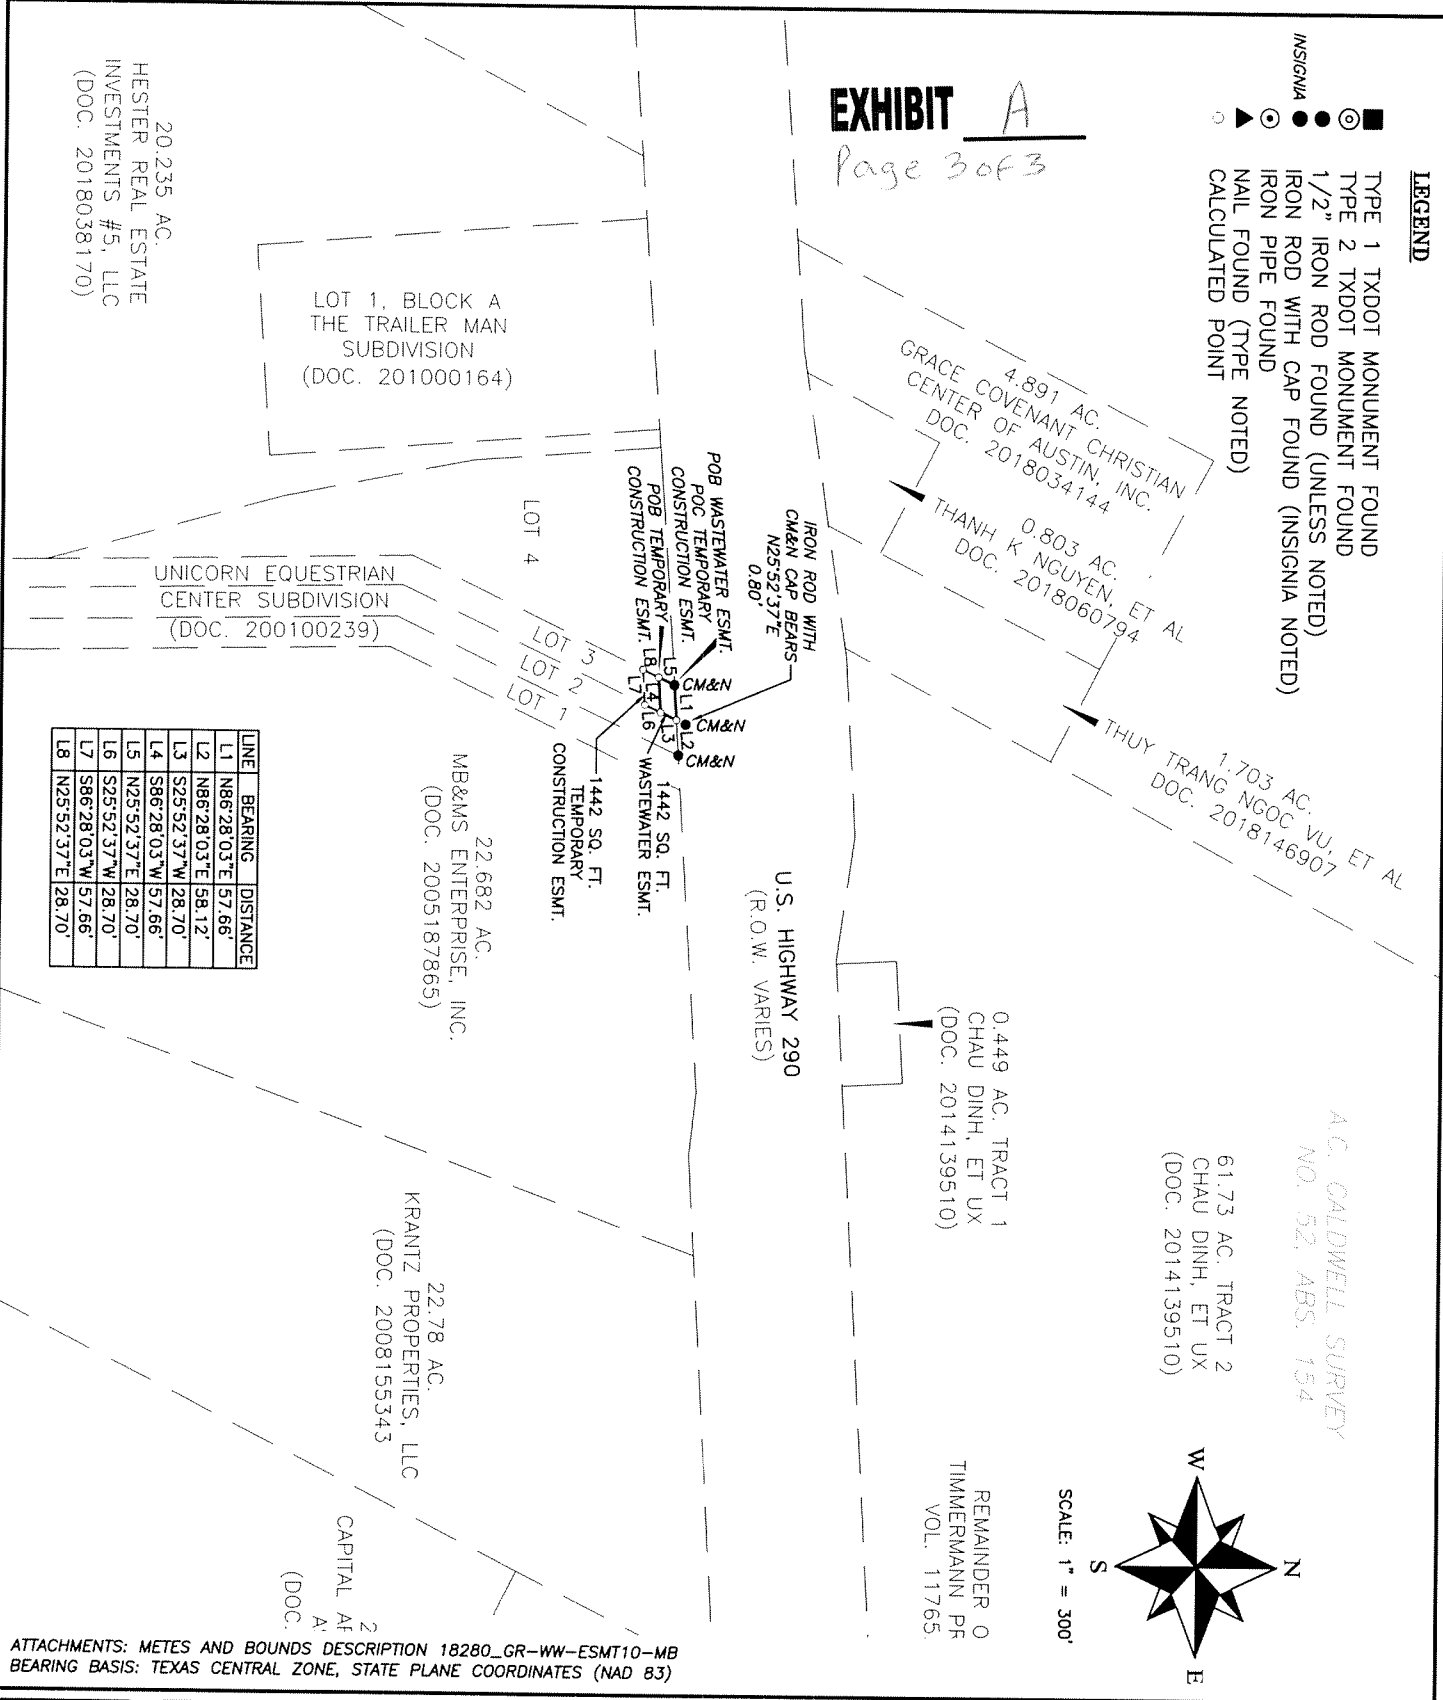 LEGEND
TYPE 1 TXDOT MONUMENT FOUND
TYPE 2 TXDOT MONUMENT FOUND
1/2" IRON ROD FOUND (UNLESS NOTED)
INSIGNIA IRON ROD WITH CAP FOUND (INSIGNIA NOTED)
IRON PIPE FOUND
NAIL FOUND (TYPE NOTED)
CALCULATED POINT
EXHIBIT A
Page 3 of 3
4.891 AC.
GRACE COVENANT CHRISTIAN
CENTER OF AUSTIN, INC.
DOC. 2018034144
0.803 AC.
THANH K NGUYEN, ET AL
DOC. 2018060794
1.703 AC.
THUY TRANG NGOC VU, ET AL
DOC. 2018146907
A.C. CALDWELL SURVEY
NO. 52, ABS. 154
61.73 AC. TRACT 2
CHAU DINH, ET UX
(DOC. 2014139510)
0.449 AC. TRACT 1
CHAU DINH, ET UX
(DOC. 2014139510)
N
W
E
S
SCALE: 1" = 300'
REMAINDER O
TIMMERMANN PR
VOL. 11765
U.S. HIGHWAY 290
(R.O.W. VARIES)
IRON ROD WITH
CM&N CAP BEARS
N25°52'37"E
0.80'
POB WASTEWATER ESMT.
POC TEMPORARY
CONSTRUCTION ESMT.
POB TEMPORARY
CONSTRUCTION ESMT.
CM&N
CM&N
CM&N
L1
L2
L3
L4
L5
L6
L7
L8
1442 SQ. FT.
WASTEWATER ESMT.
1442 SQ. FT.
TEMPORARY
CONSTRUCTION ESMT.
LOT 1, BLOCK A
THE TRAILER MAN
SUBDIVISION
(DOC. 201000164)
20.235 AC.
HESTER REAL ESTATE
INVESTMENTS #5, LLC
(DOC. 2018038170)
LOT 4
LOT 3
LOT 2
LOT 1
UNICORN EQUESTRIAN
CENTER SUBDIVISION
(DOC. 200100239)
22.682 AC.
MB&MS ENTERPRISE, INC.
(DOC. 2005187865)
LINE BEARING DISTANCE
L1 N86°28'03"E 57.66'
L2 N86°28'03"E 58.12'
L3 S25°52'37"W 28.70'
L4 S86°28'03"W 57.66'
L5 N25°52'37"E 28.70'
L6 S25°52'37"W 28.70'
L7 S86°28'03"W 57.66'
L8 N25°52'37"E 28.70'
22.78 AC.
KRANTZ PROPERTIES, LLC
(DOC. 2008155343
2
CAPITAL AF
A
(DOC.
ATTACHMENTS: METES AND BOUNDS DESCRIPTION 18280_GR-WW-ESMT10-MB
BEARING BASIS: TEXAS CENTRAL ZONE, STATE PLANE COORDINATES (NAD 83)